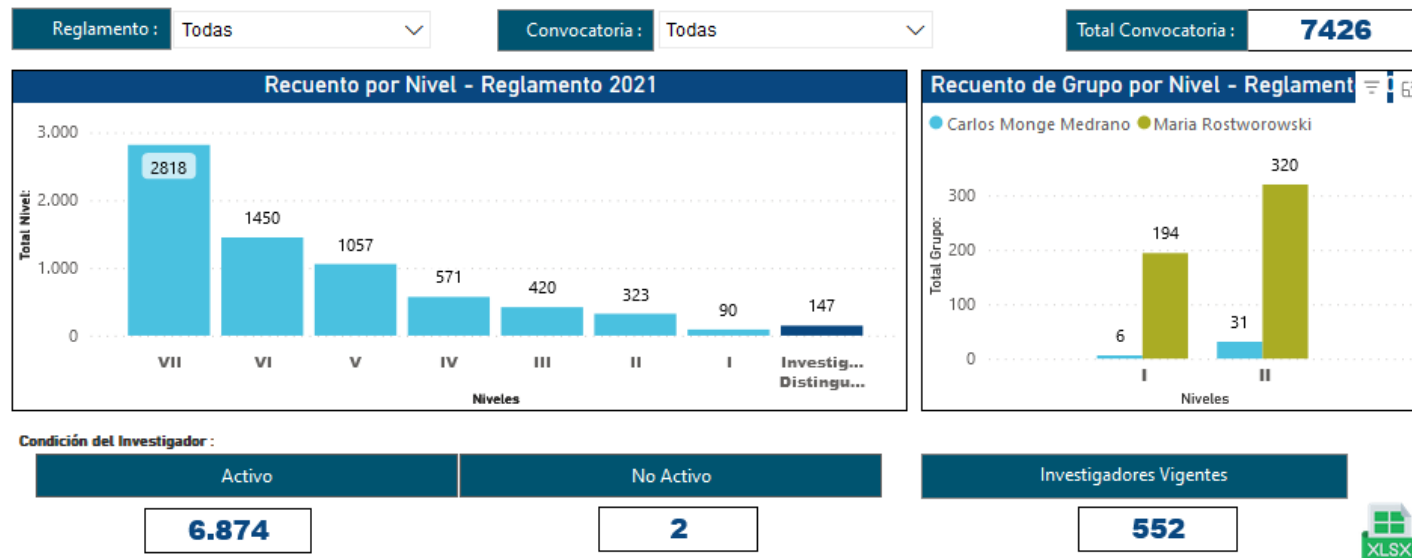 Reglamento : Todas Convocatoria : Todas Total Convocatoria : 7426
Recuento por Nivel - Reglamento 2021
Total Nivel:
3.000
2.000
1.000
0
2818
1450
1057
571
420
323
90
147
VII VI V IV III II I Investig...
Distingu...
Niveles
Recuento de Grupo por Nivel - Reglament
Carlos Monge Medrano Maria Rostworowski
Total Grupo:
300
200
100
0
6
194
31
320
I II
Niveles
Condición del Investigador :
Activo No Activo Investigadores Vigentes
6.874 2 552
XLSX